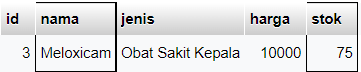 id nama jenis harga stok
3 Meloxicam Obat Sakit Kepala 10000 75